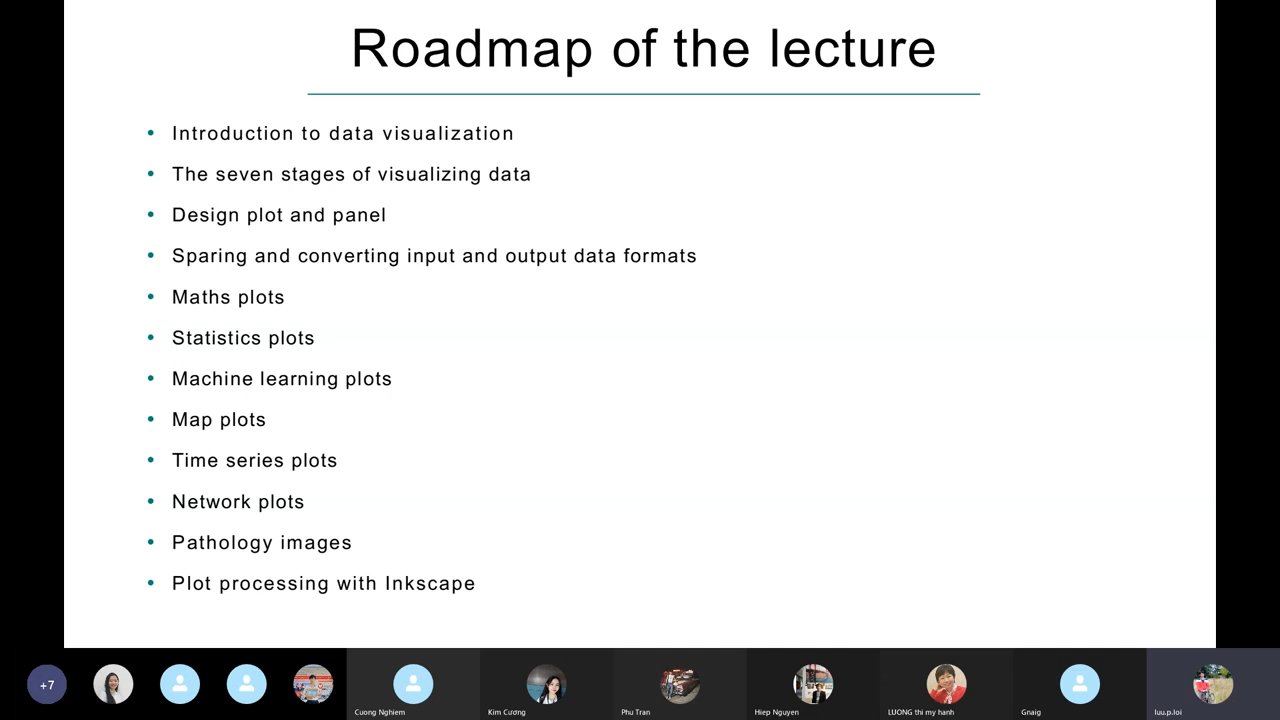 Roadmap of the lecture
Introduction to data visualization
The seven stages of visualizing data
Design plot and panel
Sparing and converting input and output data formats
Maths plots
Statistics plots
Machine learning plots
Map plots
Time series plots
Network plots
Pathology images
Plot processing with Inkscape
+7
Cuong Nghiem
Kim Cương
Phu Tran
Hiep Nguyen
LUONG thi my hanh
Gnaig
luu.p.loi